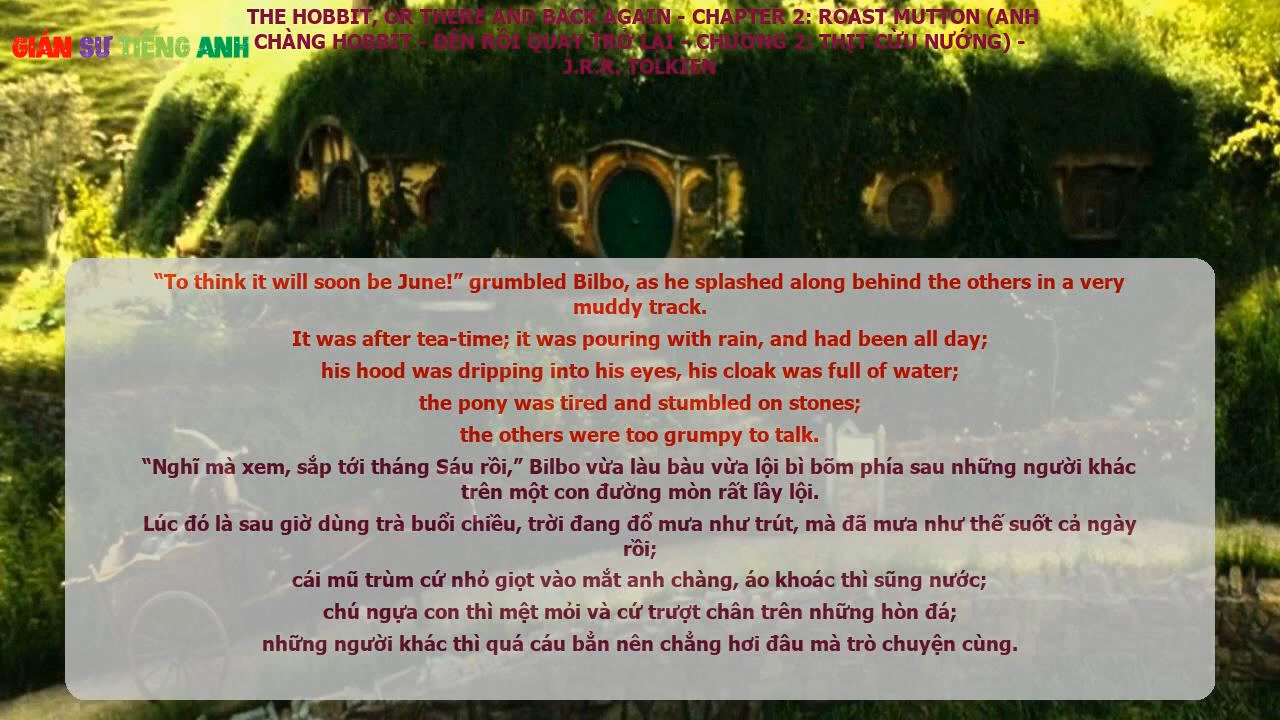 THE HOBBIT, OR THERE AND BACK AGAIN - CHAPTER 2: ROAST MUTTON (ANH
CHÀNG HOBBIT - ĐẾN RỒI QUAY TRỞ LẠI - CHƯƠNG 2: THỊT CỪU NƯỚNG) -
J.R.R. TOLKIEN
GIÁN SƯ TIẾNG ANH
“To think it will soon be June!” grumbled Bilbo, as he splashed along behind the others in a very
muddy track.
It was after tea-time; it was pouring with rain, and had been all day;
his hood was dripping into his eyes, his cloak was full of water;
the pony was tired and stumbled on stones;
the others were too grumpy to talk.
“Nghĩ mà xem, sắp tới tháng Sáu rồi,” Bilbo vừa làu bàu vừa lội bì bõm phía sau những người khác
trên một con đường mòn rất lầy lội.
Lúc đó là sau giờ dùng trà buổi chiều, trời đang đổ mưa như trút, mà đã mưa như thế suốt cả ngày
rồi;
cái mũ trùm cứ nhỏ giọt vào mắt anh chàng, áo khoác thì sũng nước;
chú ngựa con thì mệt mỏi và cứ trượt chân trên những hòn đá;
những người khác thì quá cáu bẳn nên chẳng hơi đâu mà trò chuyện cùng.